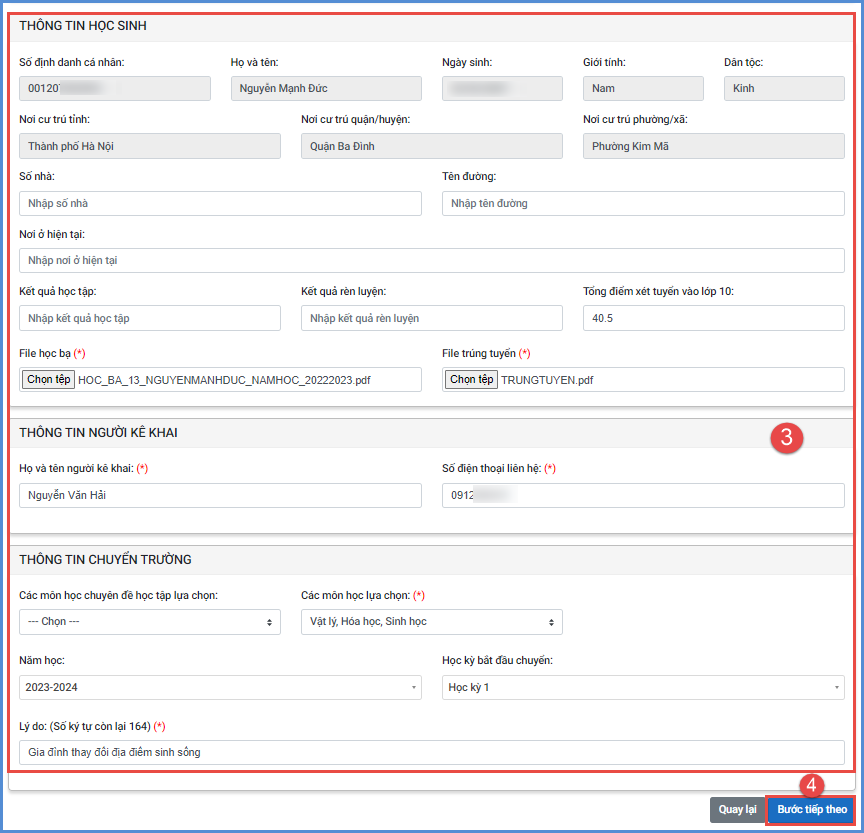 THÔNG TIN HỌC SINH
Số định danh cá nhân: Họ và tên: Ngày sinh: Giới tính: Dân tộc:
00120 Nguyễn Mạnh Đức Nam Kinh
Nơi cư trú tỉnh: Nơi cư trú quận/huyện: Nơi cư trú phường/xã:
Thành phố Hà Nội Quận Ba Đình Phường Kim Mã
Số nhà: Tên đường:
Nhập số nhà Nhập tên đường
Nơi ở hiện tại:
Nhập nơi ở hiện tại
Kết quả học tập: Kết quả rèn luyện: Tổng điểm xét tuyển vào lớp 10:
Nhập kết quả học tập Nhập kết quả rèn luyện 40.5
File học bạ (*) File trúng tuyển (*)
Chọn tệp HOC_BA_13_NGUYENMANHDUC_NAMHOC_20222023.pdf Chọn tệp TRUNGTUYEN.pdf
THÔNG TIN NGƯỜI KÊ KHAI
3
Họ và tên người kê khai: (*) Số điện thoại liên hệ: (*)
Nguyễn Văn Hải 0912
THÔNG TIN CHUYỂN TRƯỜNG
Các môn học chuyên đề học tập lựa chọn: Các môn học lựa chọn: (*)
--- Chọn --- Vật lý, Hóa học, Sinh học
Năm học: Học kỳ bắt đầu chuyển:
2023-2024 Học kỳ 1
Lý do: (Số ký tự còn lại 164) (*)
Gia đình thay đổi địa điểm sinh sống
4
Quay lại Bước tiếp theo